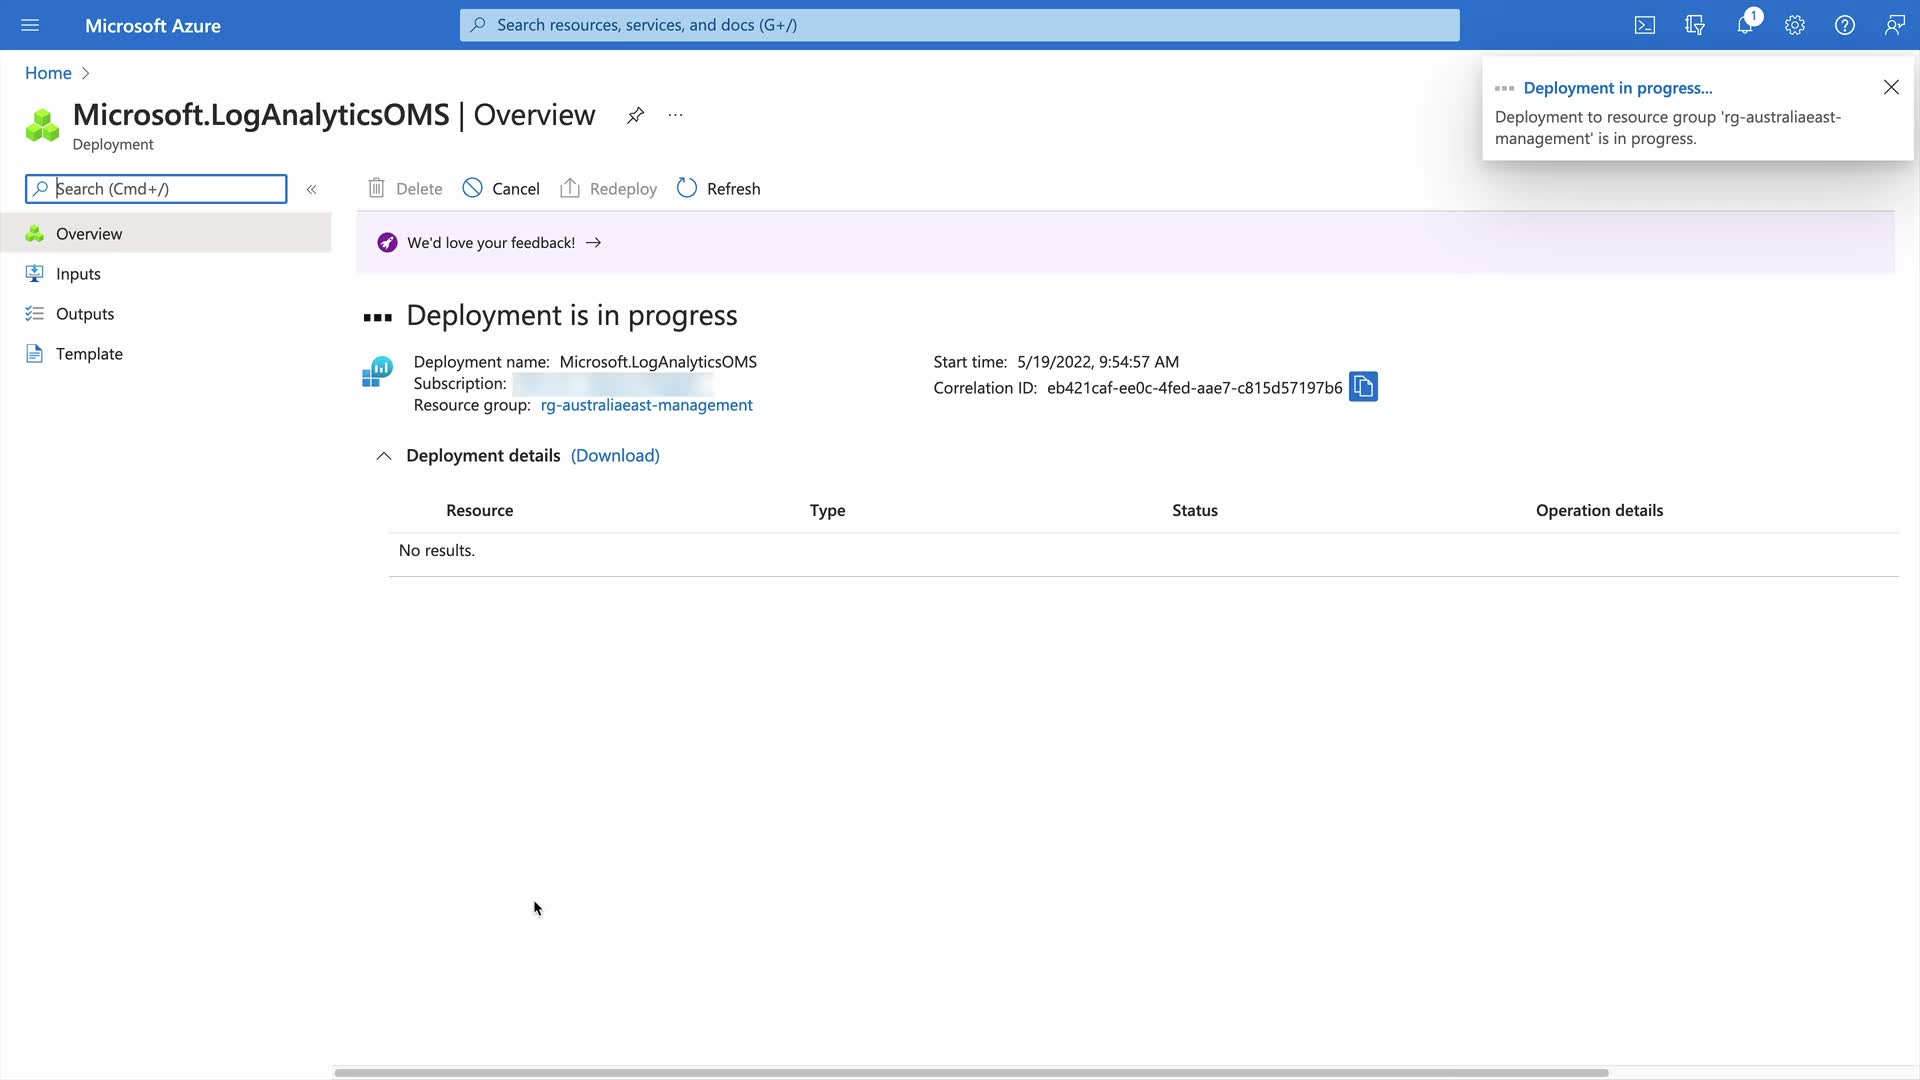 Microsoft Azure
Search resources, services, and docs (G+/)
1
Home
Microsoft.LogAnalyticsOMS | Overview
Deployment
Deployment in progress...
Deployment to resource group 'rg-australiaeast-
management' is in progress.
Search (Cmd+/)
Delete
Cancel
Redeploy
Refresh
We'd love your feedback!
Overview
Inputs
Outputs
Template
Deployment is in progress
Deployment name: Microsoft.LogAnalyticsOMS
Subscription:
Resource group: rg-australiaeast-management
Start time: 5/19/2022, 9:54:57 AM
Correlation ID: eb421caf-ee0c-4fed-aae7-c815d57197b6
Deployment details (Download)
Resource Type Status Operation details
No results.